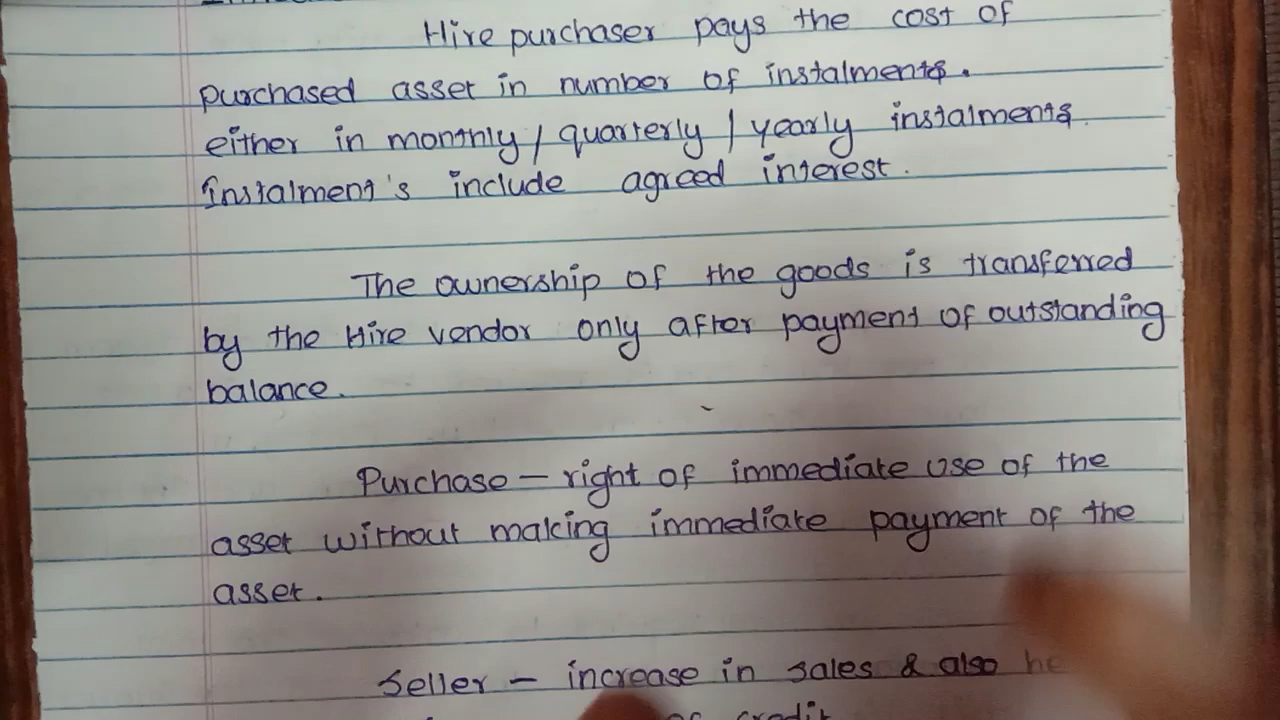 Hire purchaser pays the cost of
purchased asset in number of instalments.
either in monthly / quarterly / yearly instalments
Instalment's include agreed interest.
The ownership of the goods is transferred
by the Hire vendor only after payment of outstanding
balance.
Purchase - right of immediate use of the
asset without making immediate payment of the
asset.
Seller - increase in sales & also he
of credit